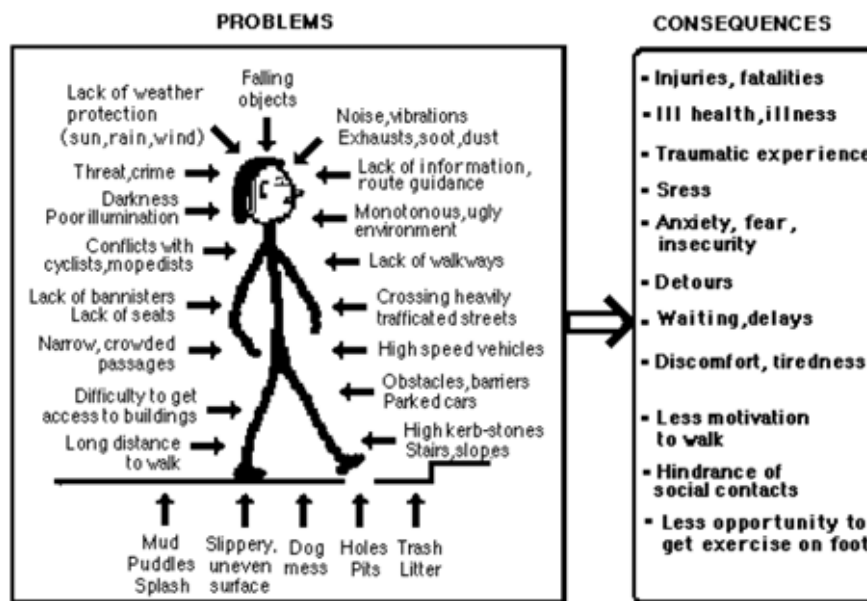 PROBLEMS
Falling
objects
Lack of weather
protection
(sun,rain,wind)
Noise,vibrations
Exhausts,soot,dust
Threat,crime
Lack of information,
route guidance
Darkness
Poorillumination
Monotonous,ugly
environment
Conflicts with
cyclists,mopedists
Lack of walkways
Lack of bannisters
Lack of seats
Crossing heavily
trafficated streets
Narrow, crowded
passages
High speed vehicles
Difficulty to get
access to buildings
Obstacles,barriers
Parked cars
Long distance
to walk
High kerb-stones
Stairs,slopes
Mud
Puddles
Splash
Slippery.
uneven
surface
Dog
mess
Holes
Pits
Trash
Litter
CONSEQUENCES
- Injuries, fatalities
- Ill health,illness
- Traumatic experience
- Sress
- Anxiety, fear,
insecurity
- Detours
- Waiting,delays
- Discomfort, tiredness
- Less motivation
to walk
- Hindrance of
social contacts
- Less opportunity to
get exercise on foot